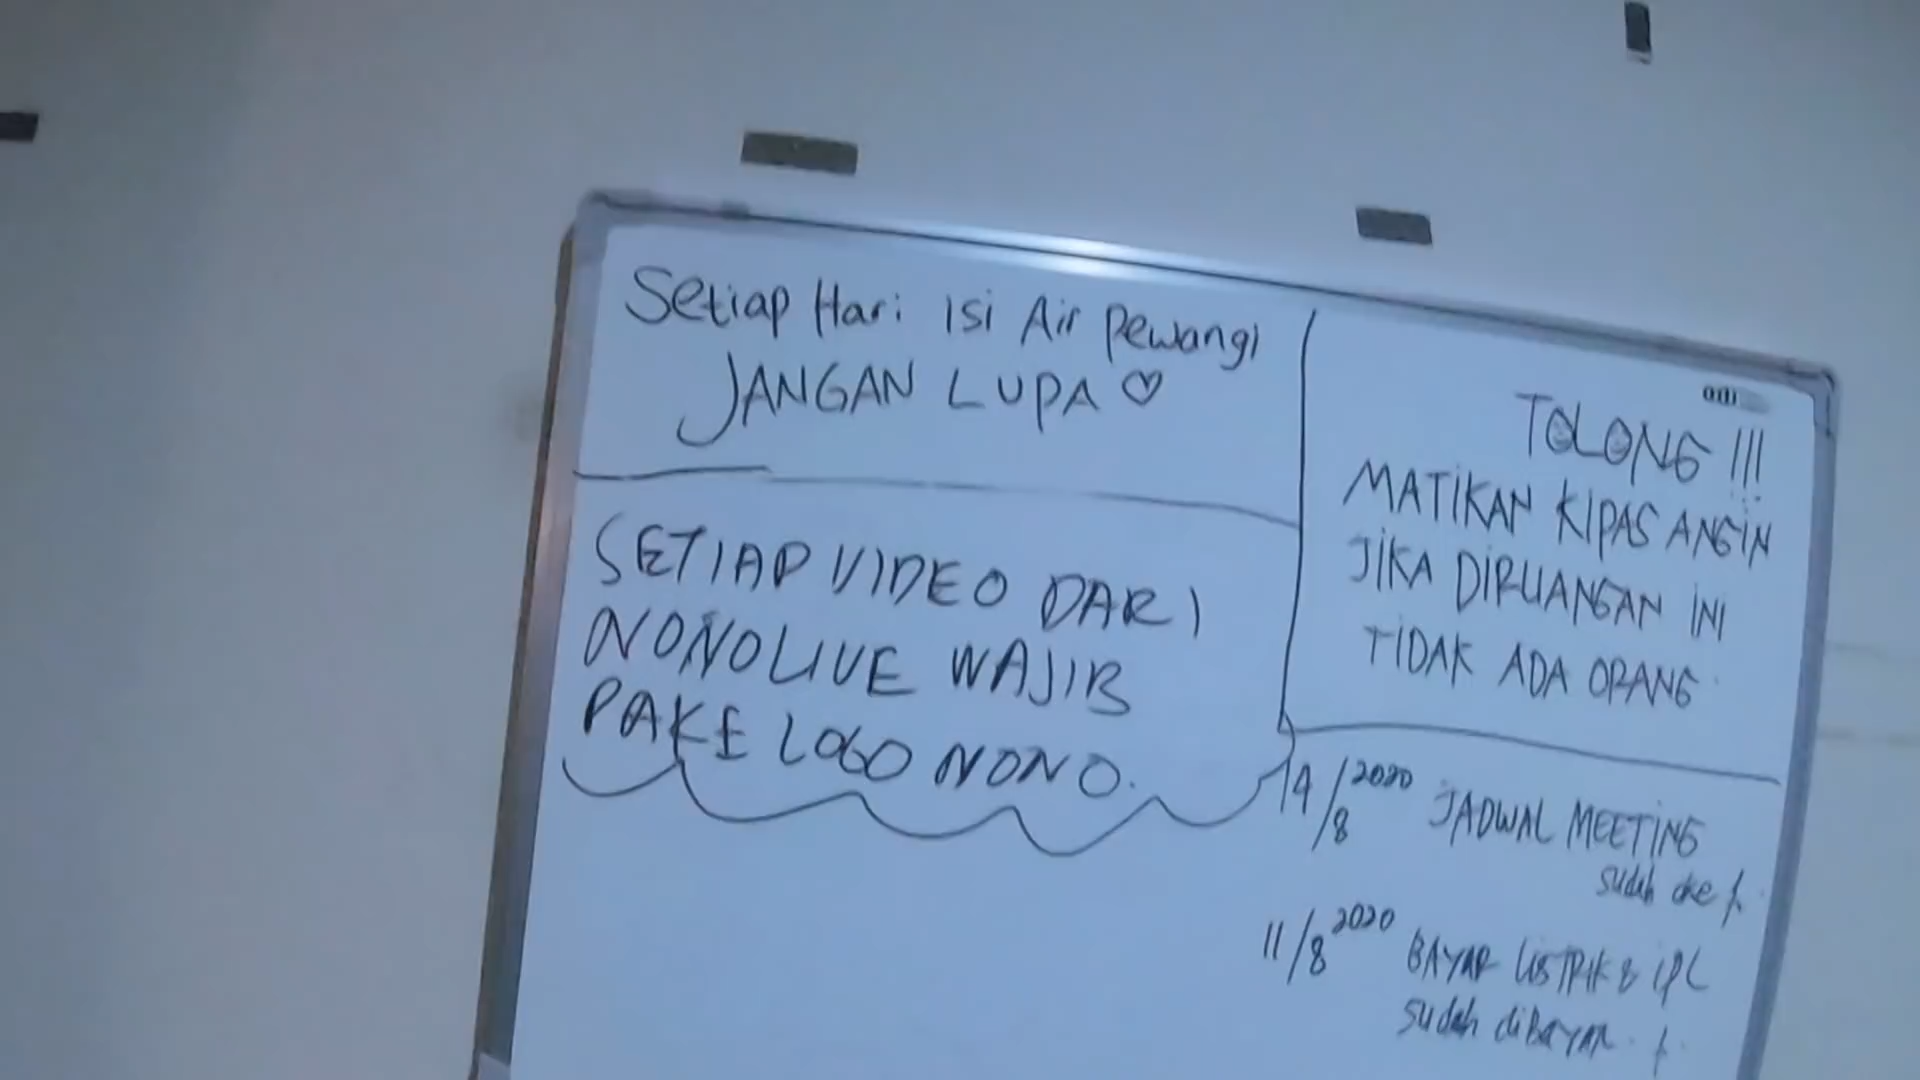 Setiap Hari Isi Air Pewangi
JANGAN LUPA ♡
SETIAP VIDEO DARI
NONOLIVE WAJIB
PAKE LOGO NONO.
TOLONG !!!
MATIKAN KIPAS ANGIN
JIKA DIRUANGAN INI
TIDAK ADA ORANG
14/8 2020 JADWAL MEETING
sudah oke
11/8 2020 BAYAR LISTRIK & IPL
sudah diBAYAR.